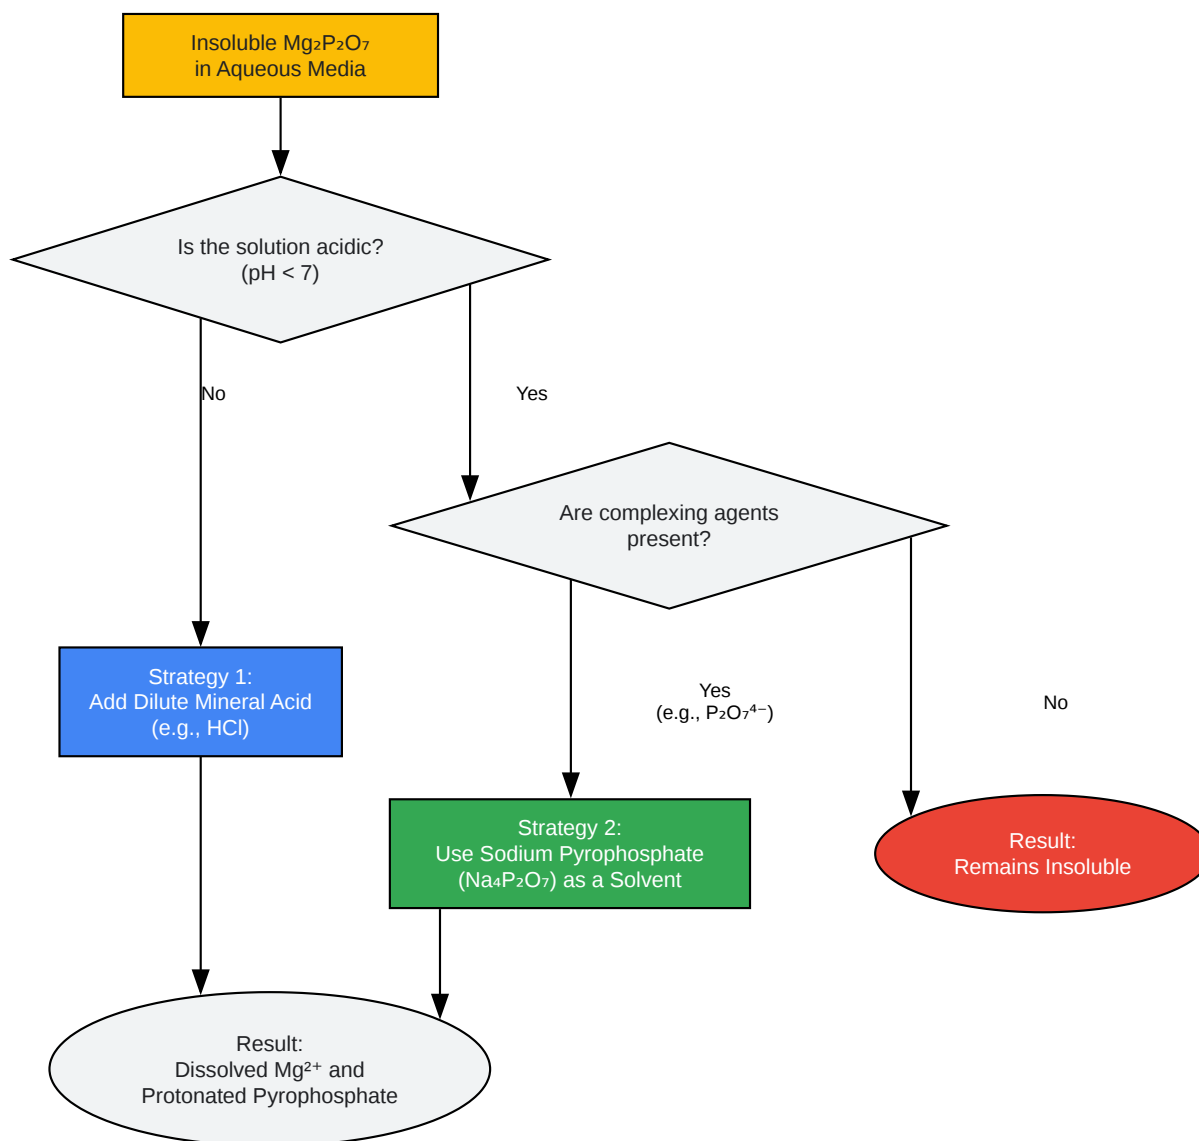 Insoluble Mg₂P₂O₇
in Aqueous Media
Is the solution acidic?
(pH < 7)
No
Yes
Are complexing agents
present?
Strategy 1:
Add Dilute Mineral Acid
(e.g., HCl)
Yes
(e.g., P₂O₇⁴⁻)
No
Strategy 2:
Use Sodium Pyrophosphate
(Na₄P₂O₇) as a Solvent
Result:
Remains Insoluble
Result:
Dissolved Mg²⁺ and
Protonated Pyrophosphate